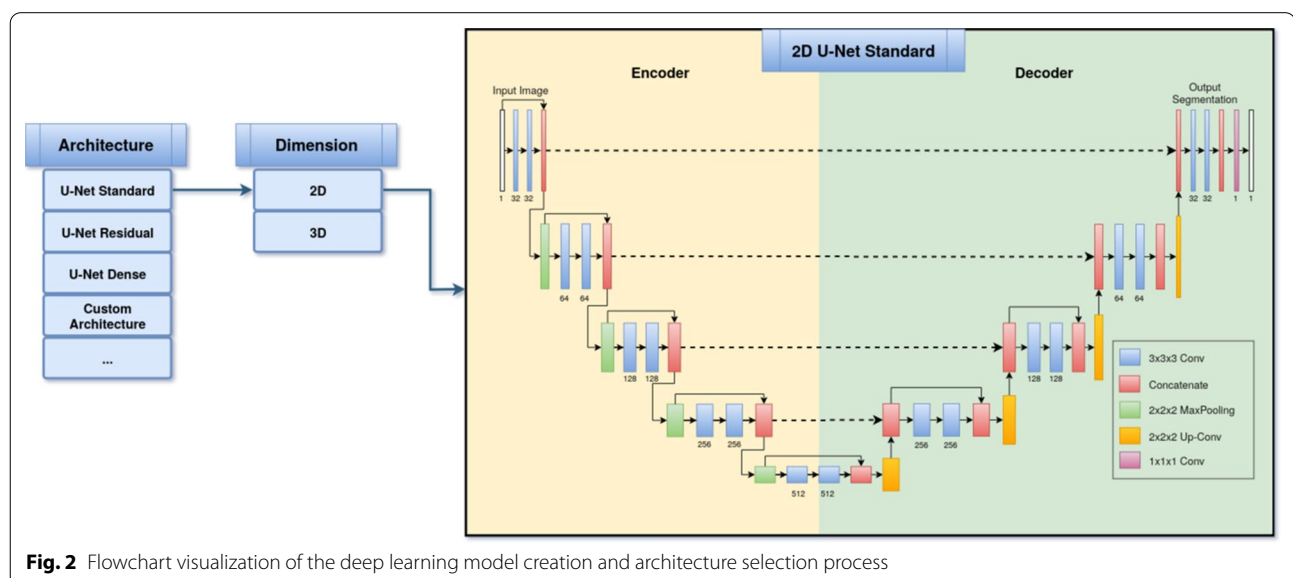 2D U-Net Standard
Encoder
Decoder
Input Image
Output
Segmentation
Architecture
Dimension
U-Net Standard
2D
U-Net Residual
3D
U-Net Dense
Custom
Architecture
...
1 32 32
32 32 1 1
64 64
64 64
128 128
128 128
256 256
256 256
512 512
3x3x3 Conv
Concatenate
2x2x2 MaxPooling
2x2x2 Up-Conv
1x1x1 Conv
Fig. 2 Flowchart visualization of the deep learning model creation and architecture selection process